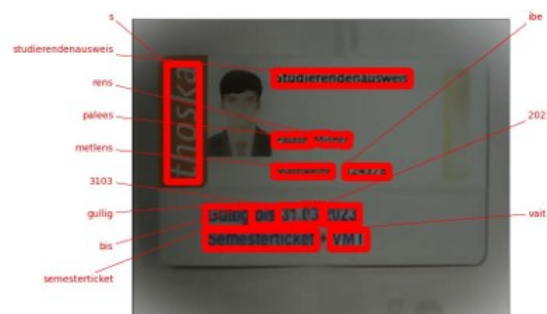 s
studierendenausweis
rens
palees
metlens
3103
gullig
bis
semesterticket
thoska
Studierendenausweis
Gültig bis 31.03.2023
Semesterticket + VMT
ibe
202
vait